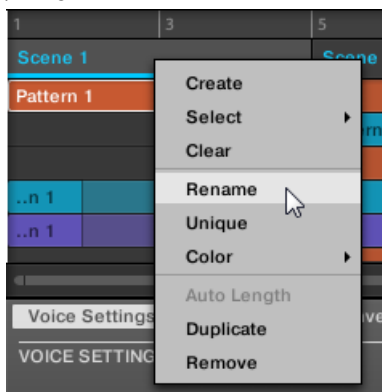 1 3 5
Scene 1 Scene
Pattern 1
Create
Select
Clear
Rename
..n 1
Unique
..n 1
Color
Auto Length
Voice Settings
Duplicate
VOICE SETTING
Remove